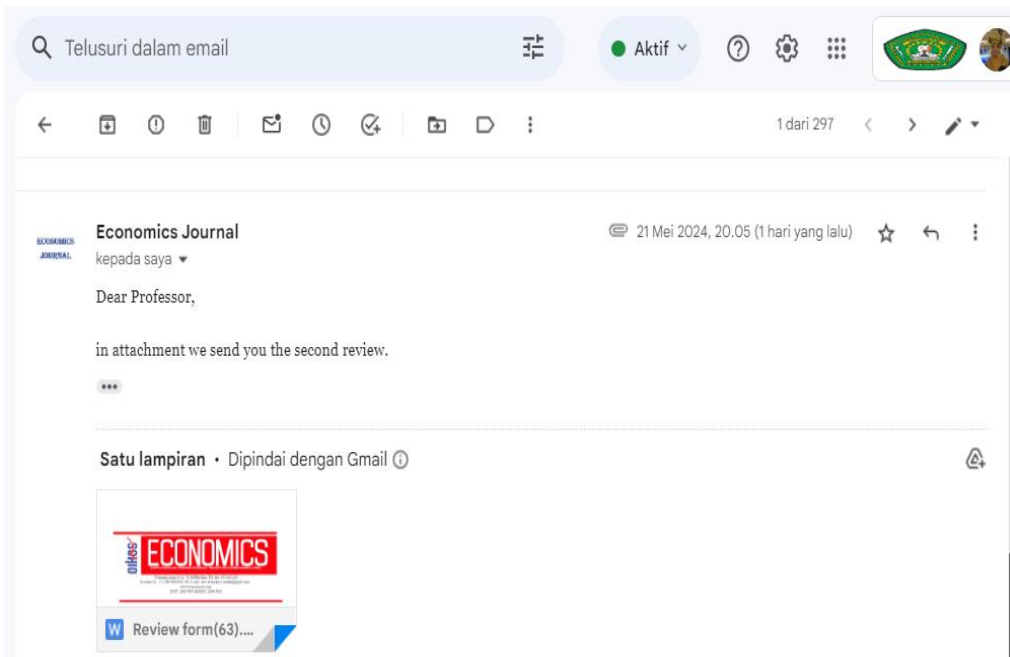 Telusuri dalam email
Aktif
1 dari 297
ECONOMICS
JOURNAL
Economics Journal
21 Mei 2024, 20.05 (1 hari yang lalu)
kepada saya
Dear Professor,
in attachment we send you the second review.
Satu lampiran • Dipindai dengan Gmail
oikos
ECONOMICS
W Review form(63)....